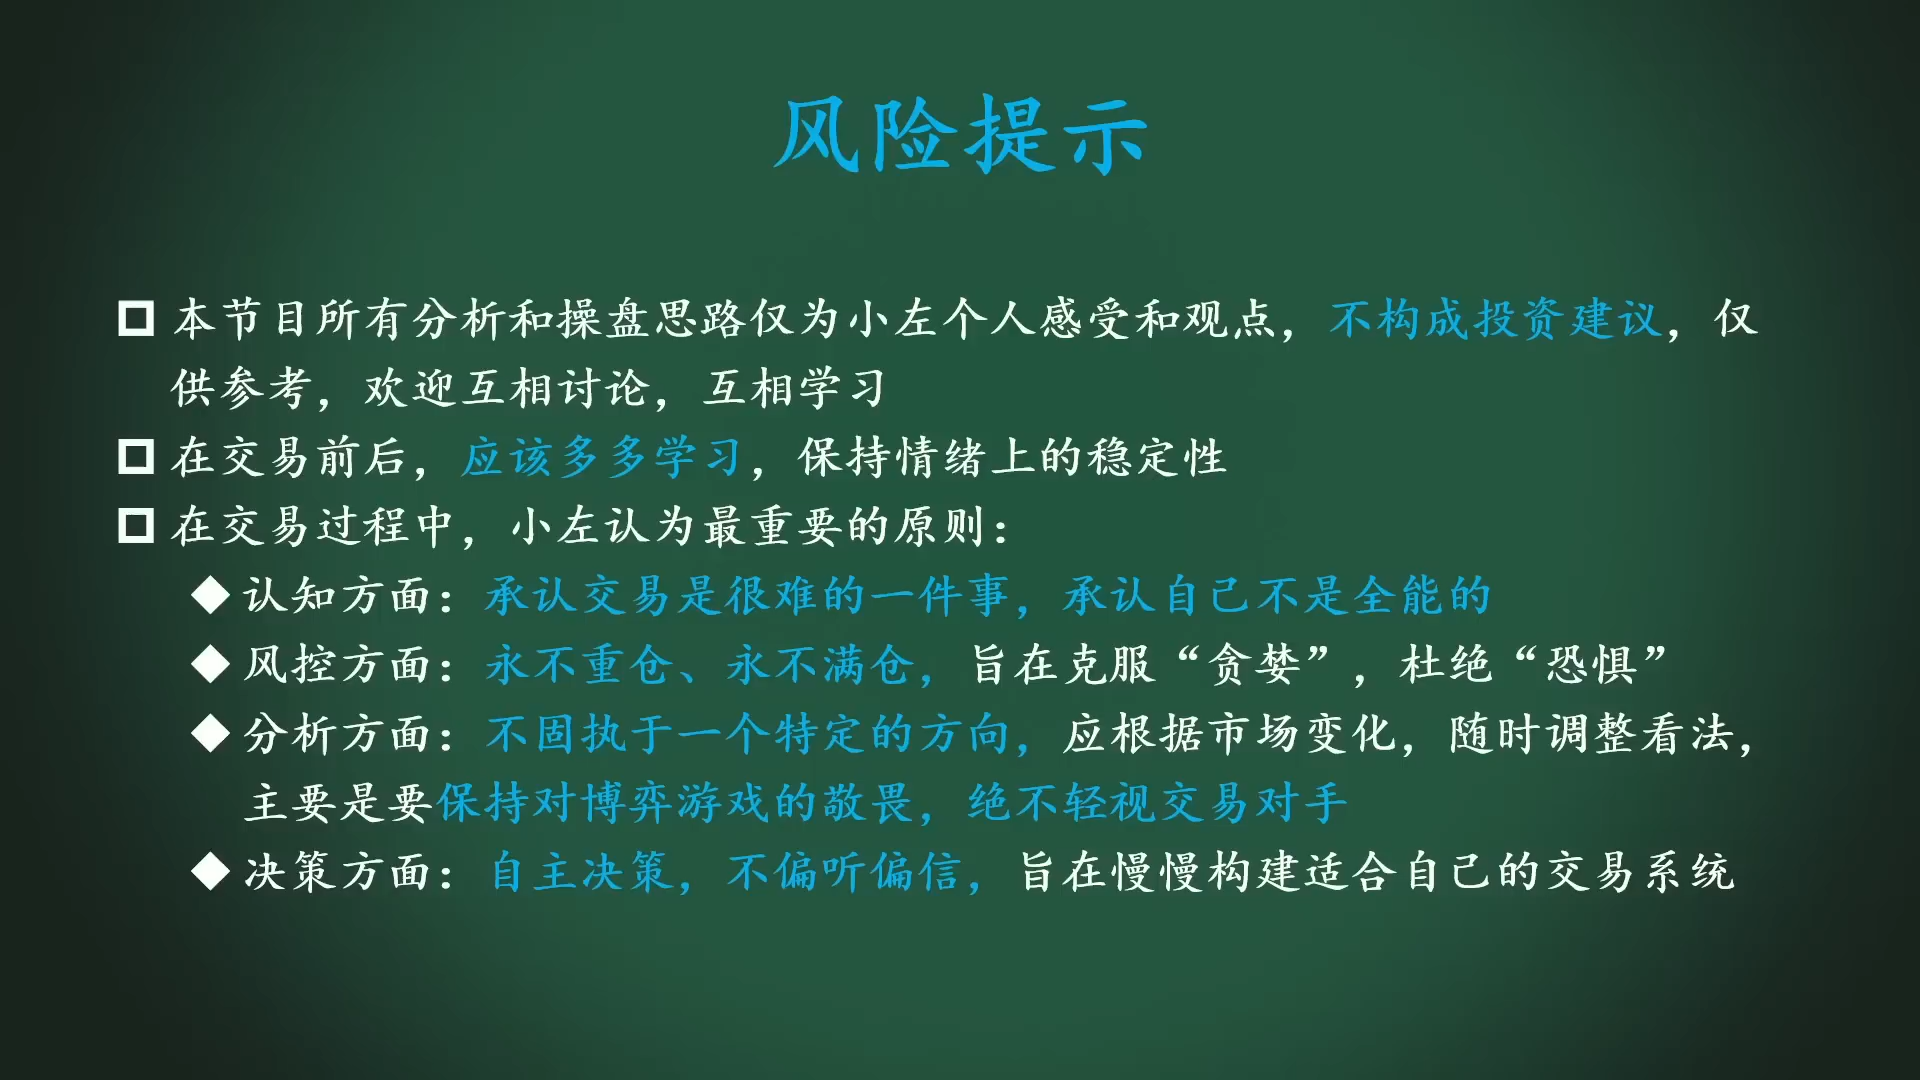 风险提示
本节目所有分析和操盘思路仅为小左个人感受和观点，不构成投资建议，仅
供参考，欢迎互相讨论，互相学习
在交易前后，应该多多学习，保持情绪上的稳定性
在交易过程中，小左认为最重要的原则：
认知方面：承认交易是很难的一件事，承认自己不是全能的
风控方面：永不重仓、永不满仓，旨在克服“贪婪”，杜绝“恐惧”
分析方面：不固执于一个特定的方向，应根据市场变化，随时调整看法，
主要是要保持对博弈游戏的敬畏，绝不轻视交易对手
决策方面：自主决策，不偏听偏信，旨在慢慢构建适合自己的交易系统